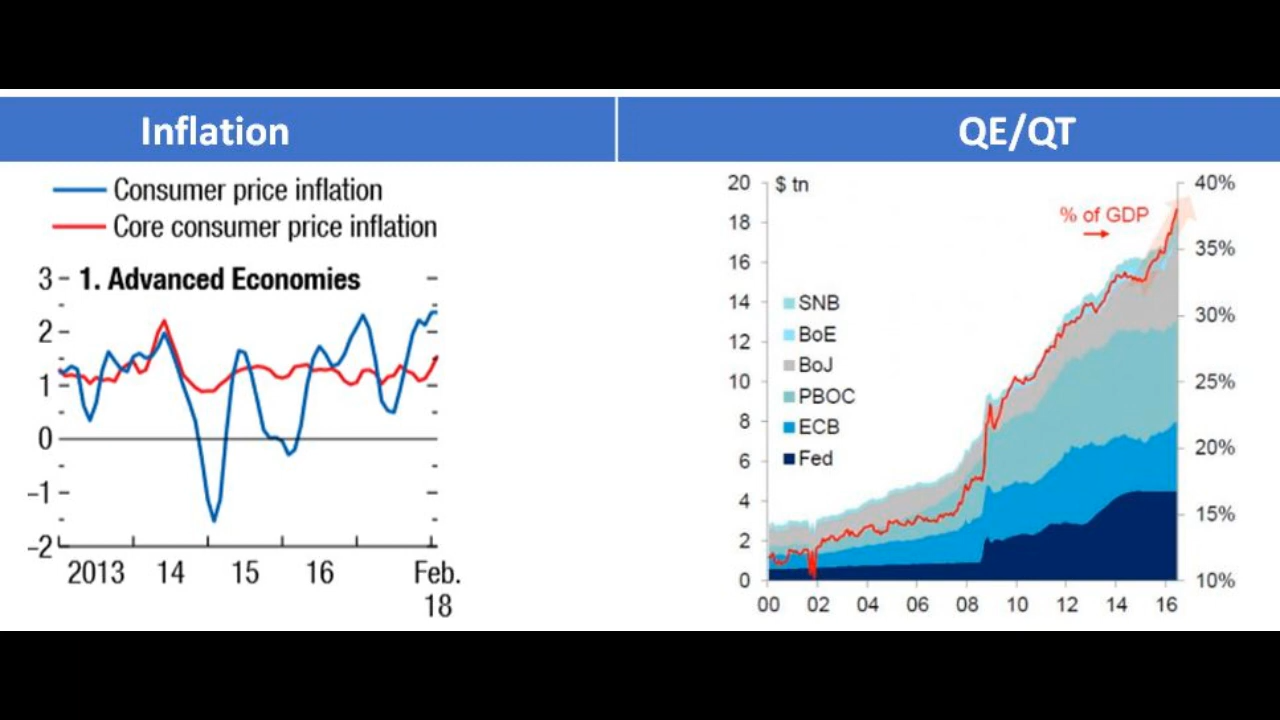 Inflation
Consumer price inflation
Core consumer price inflation
1. Advanced Economies
3
2
1
0
–1
–2
2013 14 15 16 Feb.
18
QE/QT
$ tn
% of GDP
20
18
16
14
12
10
8
6
4
2
0
SNB
BoE
BoJ
PBOC
ECB
Fed
40%
35%
30%
25%
20%
15%
10%
00 02 04 06 08 10 12 14 16